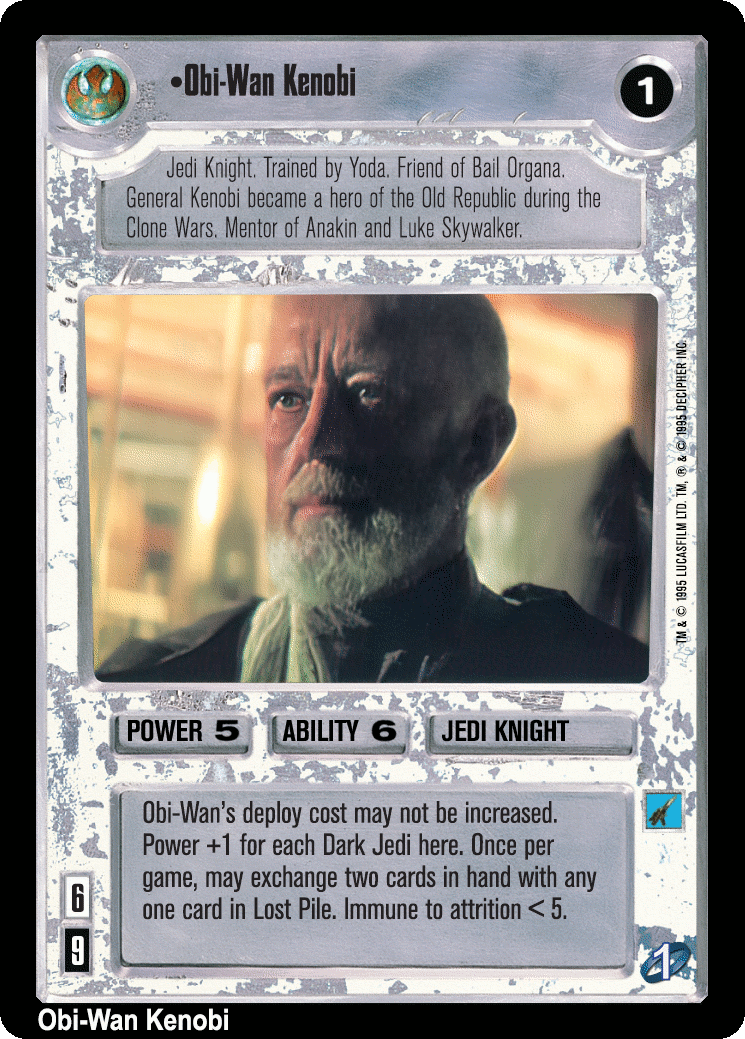 •Obi-Wan Kenobi
1
Jedi Knight. Trained by Yoda. Friend of Bail Organa.
General Kenobi became a hero of the Old Republic during the
Clone Wars. Mentor of Anakin and Luke Skywalker.
TM & © 1995 LUCASFILM LTD. TM, ® & © 1995 DECIPHER INC.
POWER 5
ABILITY 6
JEDI KNIGHT
Obi-Wan's deploy cost may not be increased.
Power +1 for each Dark Jedi here. Once per
game, may exchange two cards in hand with any
one card in Lost Pile. Immune to attrition < 5.
6
9
1
Obi-Wan Kenobi